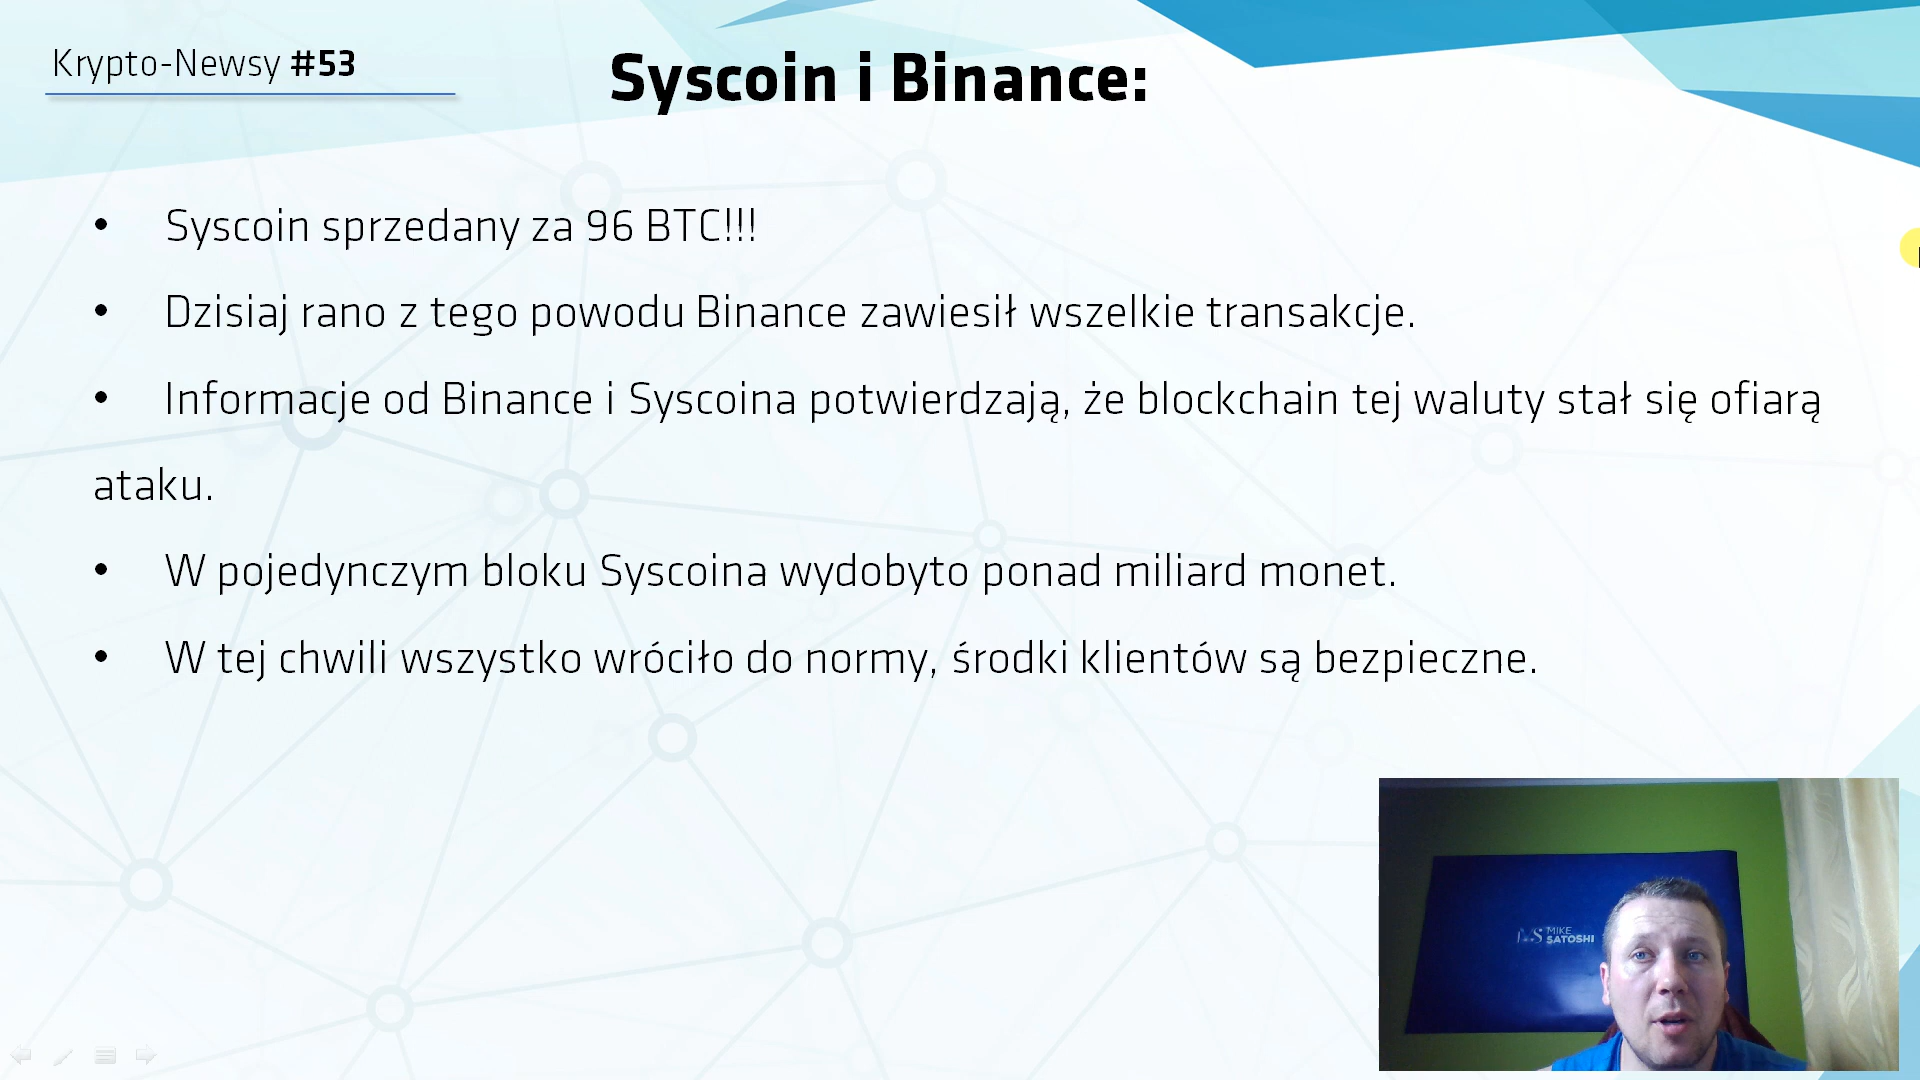 Krypto-Newsy #53
Syscoin i Binance:
• Syscoin sprzedany za 96 BTC!!!
• Dzisiaj rano z tego powodu Binance zawiesił wszelkie transakcje.
• Informacje od Binance i Syscoina potwierdzają, że blockchain tej waluty stał się ofiarą
ataku.
• W pojedynczym bloku Syscoina wydobyto ponad miliard monet.
• W tej chwili wszystko wróciło do normy, środki klientów są bezpieczne.
MS MIKE
SATOSHI